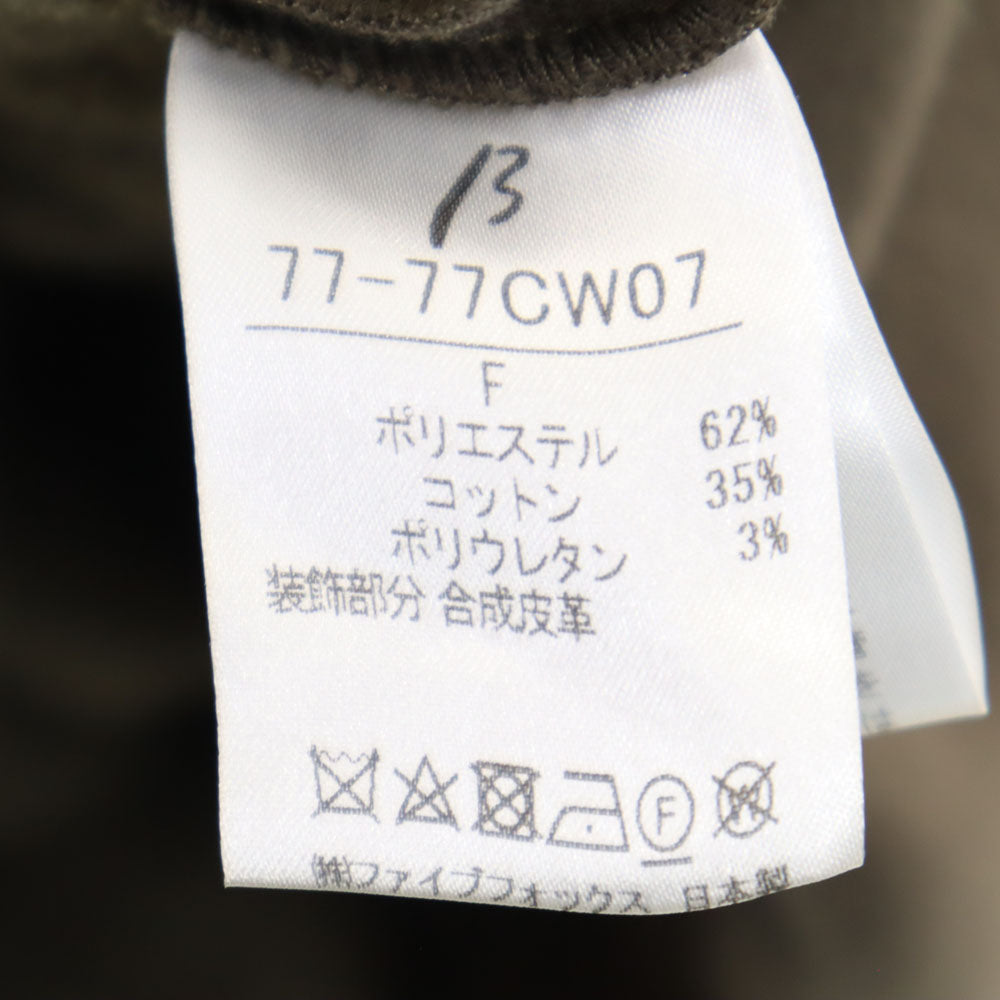 β
77-77CW07
F
ポリエステル 62%
コットン 35%
ポリウレタン 3%
装飾部分 合成皮革
F
㈱ファイブフォックス 日本製